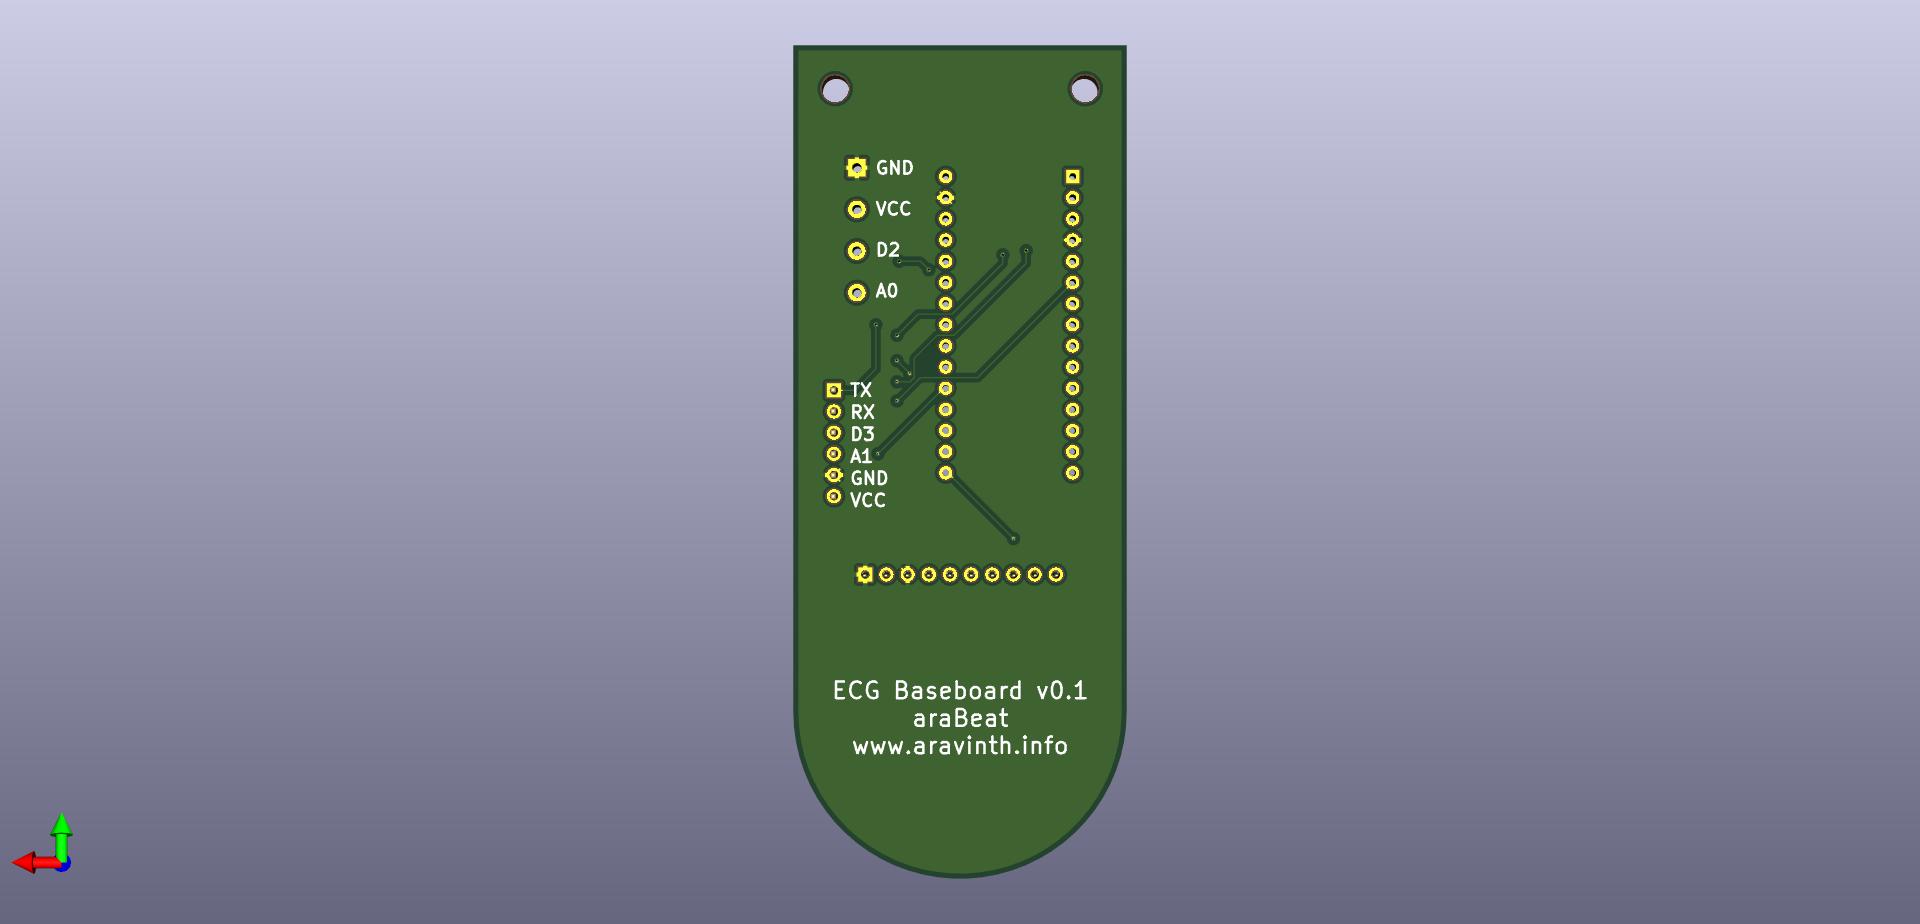 GND
VCC
D2
A0
TX
RX
D3
A1
GND
VCC
ECG Baseboard v0.1
araBeat
www.aravinth.info